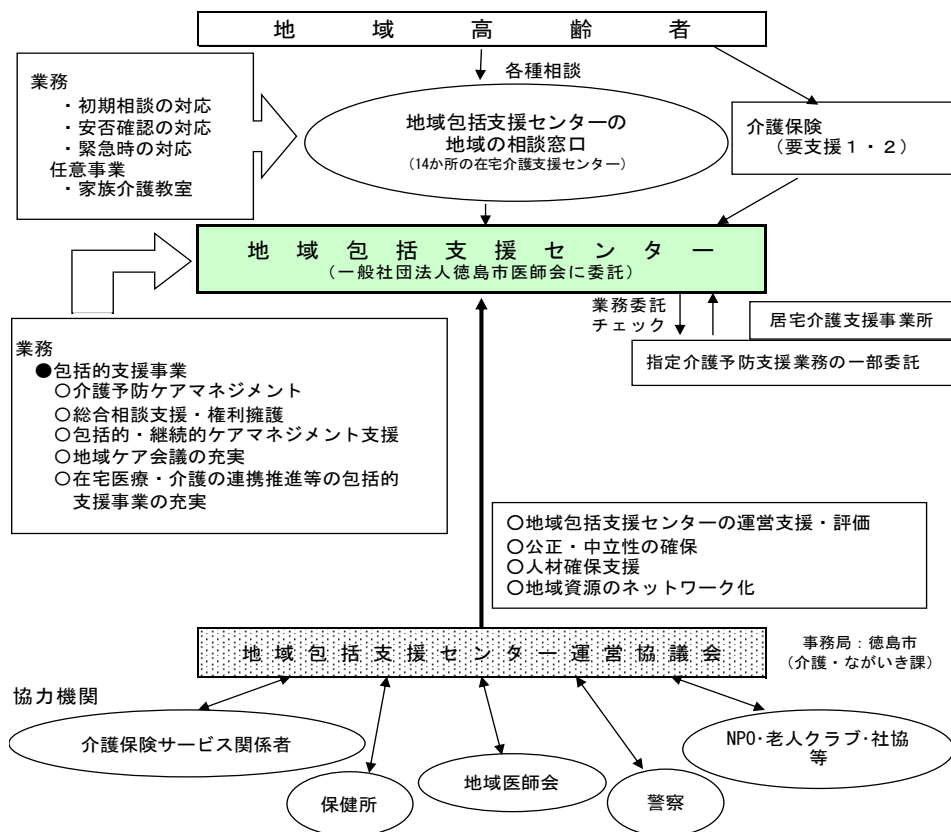 地域高齢者
各種相談
業務
・初期相談の対応
・安否確認の対応
・緊急時の対応
任意事業
・家族介護教室
地域包括支援センターの
地域の相談窓口
（14か所の在宅介護支援センター）
介護保険
（要支援１・２）
地域包括支援センター
（一般社団法人徳島市医師会に委託）
業務委託
チェック
居宅介護支援事業所
指定介護予防支援業務の一部委託
業務
●包括的支援事業
○介護予防ケアマネジメント
○総合相談支援・権利擁護
○包括的・継続的ケアマネジメント支援
○地域ケア会議の充実
○在宅医療・介護の連携推進等の包括的
支援事業の充実
○地域包括支援センターの運営支援・評価
○公正・中立性の確保
○人材確保支援
○地域資源のネットワーク化
地域包括支援センター運営協議会
事務局：徳島市
（介護・ながいき課）
協力機関
介護保険サービス関係者
保健所
地域医師会
警察
NPO・老人クラブ・社協
等